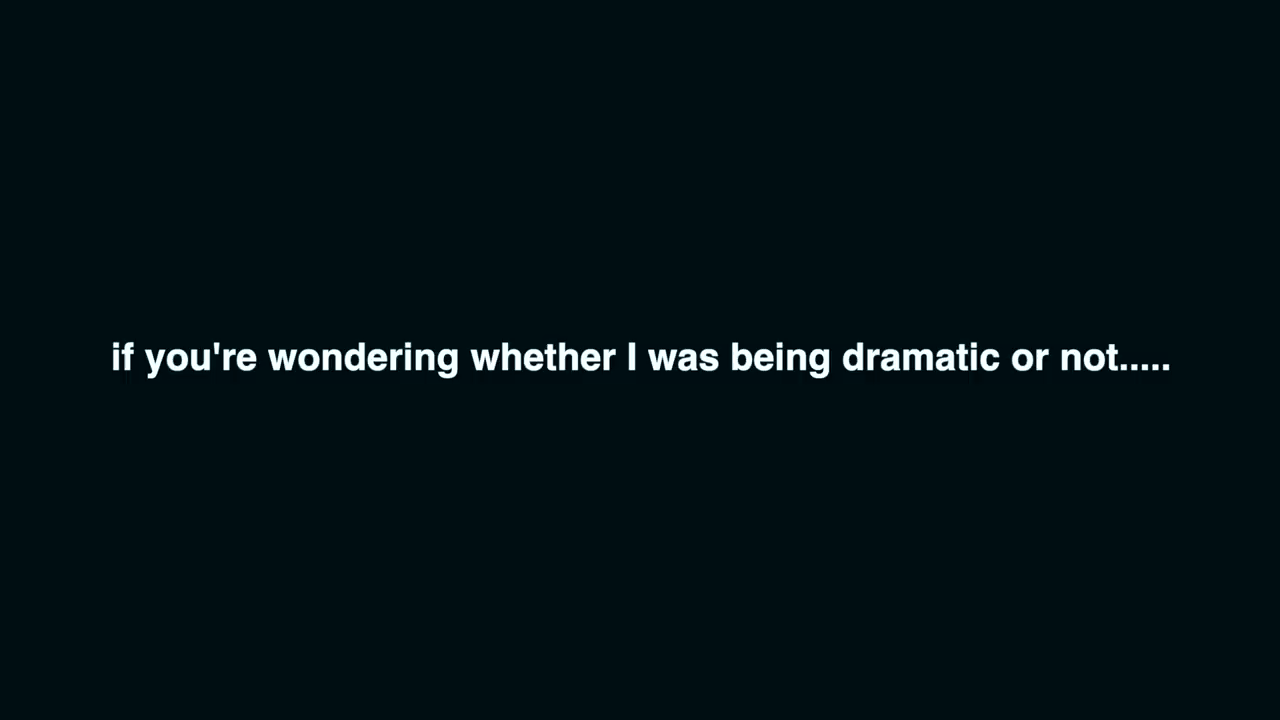 if you're wondering whether I was being dramatic or not.....